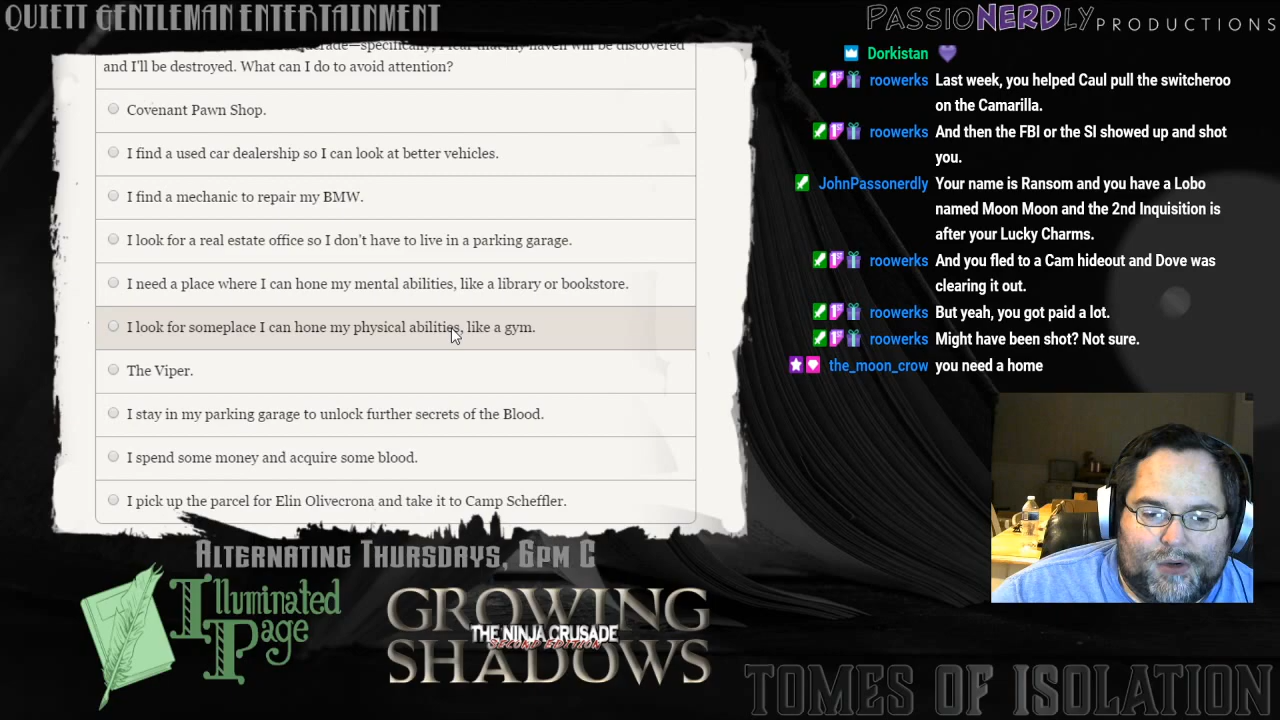 QUIETT GENTLEMAN ENTERTAINMENT
PASSIONERDLY PRODUCTIONS
—specifically, I fear that my haven will be discovered
and I'll be destroyed. What can I do to avoid attention?
Covenant Pawn Shop.
I find a used car dealership so I can look at better vehicles.
I find a mechanic to repair my BMW.
I look for a real estate office so I don't have to live in a parking garage.
I need a place where I can hone my mental abilities, like a library or bookstore.
I look for someplace I can hone my physical abilities, like a gym.
The Viper.
I stay in my parking garage to unlock further secrets of the Blood.
I spend some money and acquire some blood.
I pick up the parcel for Elin Olivecrona and take it to Camp Scheffler.
Dorkistan
roowerks Last week, you helped Caul pull the switcheroo
on the Camarilla.
roowerks And then the FBI or the SI showed up and shot
you.
JohnPassonerdly Your name is Ransom and you have a Lobo
named Moon Moon and the 2nd Inquisition is
after your Lucky Charms.
roowerks And you fled to a Cam hideout and Dove was
clearing it out.
roowerks But yeah, you got paid a lot.
roowerks Might have been shot? Not sure.
the_moon_crow you need a home
ALTERNATING THURSDAYS, 6PM C
Illuminated
Page
GROWING
THE NINJA CRUSADE
SECOND EDITION
SHADOWS
TOMES OF ISOLATION